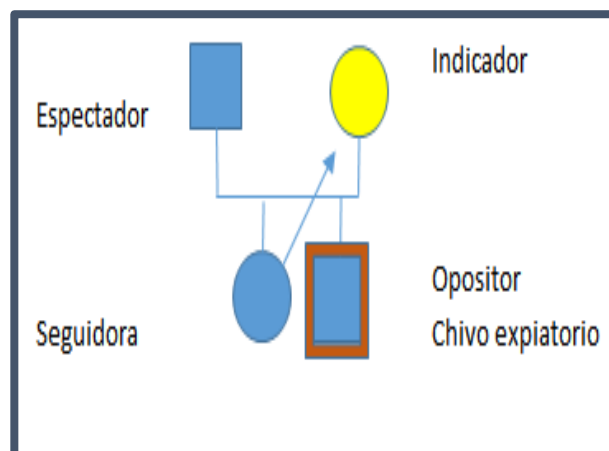 Indicador
Espectador
Opositor
Seguidora
Chivo expiatorio